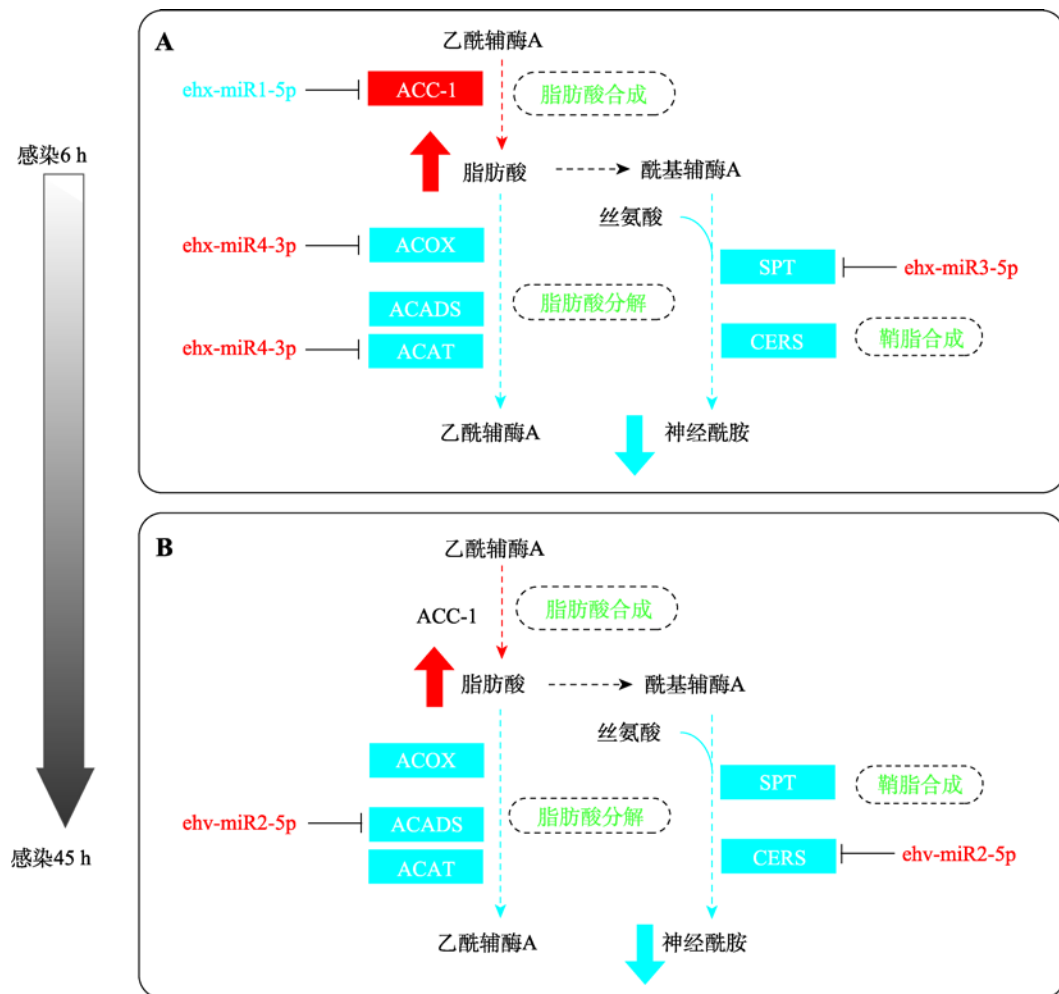 A
乙酰辅酶A
ehx-miR1-5p
ACC-1
脂肪酸合成
感染6 h
脂肪酸
酰基辅酶A
丝氨酸
ehx-miR4-3p
ACOX
SPT
ehx-miR3-5p
ACADS
脂肪酸分解
ehx-miR4-3p
ACAT
CERS
鞘脂合成
乙酰辅酶A
神经酰胺
B
乙酰辅酶A
ACC-1
脂肪酸合成
脂肪酸
酰基辅酶A
丝氨酸
ACOX
SPT
鞘脂合成
ehv-miR2-5p
ACADS
脂肪酸分解
感染45 h
ACAT
CERS
ehv-miR2-5p
乙酰辅酶A
神经酰胺